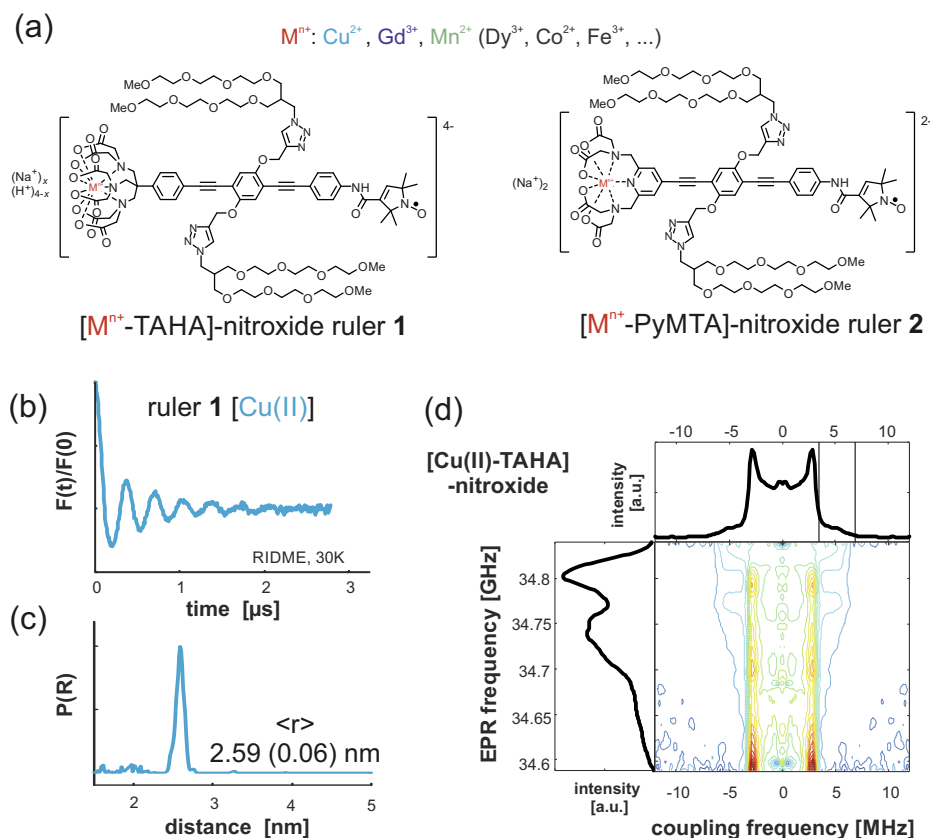 (a)
Mⁿ⁺: Cu²⁺, Gd³⁺, Mn²⁺ (Dy³⁺, Co²⁺, Fe³⁺, ...)
MeO O O O O
MeO O O O O
N N N
4-
(Na⁺)ₓ
(H⁺)₄₋ₓ
O O O O O O O O
N N N
Mⁿ⁺
O
O
NH
O
N O
N N N
O O O OMe
O O O O OMe
[Mⁿ⁺-TAHA]-nitroxide ruler 1
MeO O O O O
MeO O O O O
N N N
2-
(Na⁺)₂
O O O O O O O O
N N N
Mⁿ⁺
O
O
NH
O
N O
N N N
O O O OMe
O O O O OMe
[Mⁿ⁺-PyMTA]-nitroxide ruler 2
(b)
ruler 1 [Cu(II)]
F(t)/F(0)
RIDME, 30K
0 1 2 3
time [µs]
(c)
P(R)
<r>
2.59 (0.06) nm
2 3 4 5
distance [nm]
(d)
[Cu(II)-TAHA]
-nitroxide
-10 -5 0 5 10
intensity
[a.u.]
EPR frequency [GHz]
34.8
34.75
34.7
34.65
34.6
intensity
[a.u.]
-10 -5 0 5 10
coupling frequency [MHz]